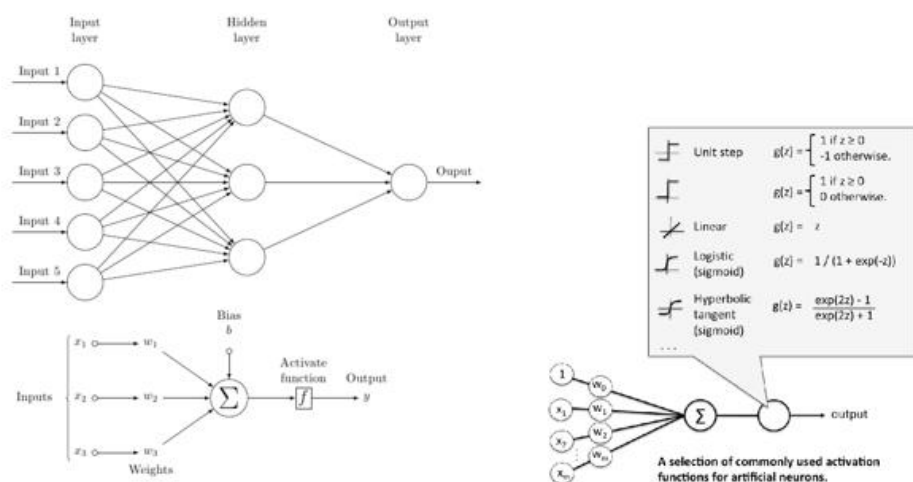 Input layer
Hidden layer
Output layer
Input 1
Input 2
Input 3
Input 4
Input 5
Ouput
Bias
b
x1 w1
x2 w2
x3 w3
Inputs
Weights
Σ
Activate function
f
Output
y
Unit step g(z) = 1 if z ≥ 0
-1 otherwise.
g(z) = 1 if z ≥ 0
0 otherwise.
Linear g(z) = z
Logistic (sigmoid) g(z) = 1 / (1 + exp(-z))
Hyperbolic tangent (sigmoid) g(z) = exp(2z) - 1
exp(2z) + 1
...
1 w0
x1 w1
x2 w2
xm wm
Σ
output
A selection of commonly used activation
functions for artificial neurons.